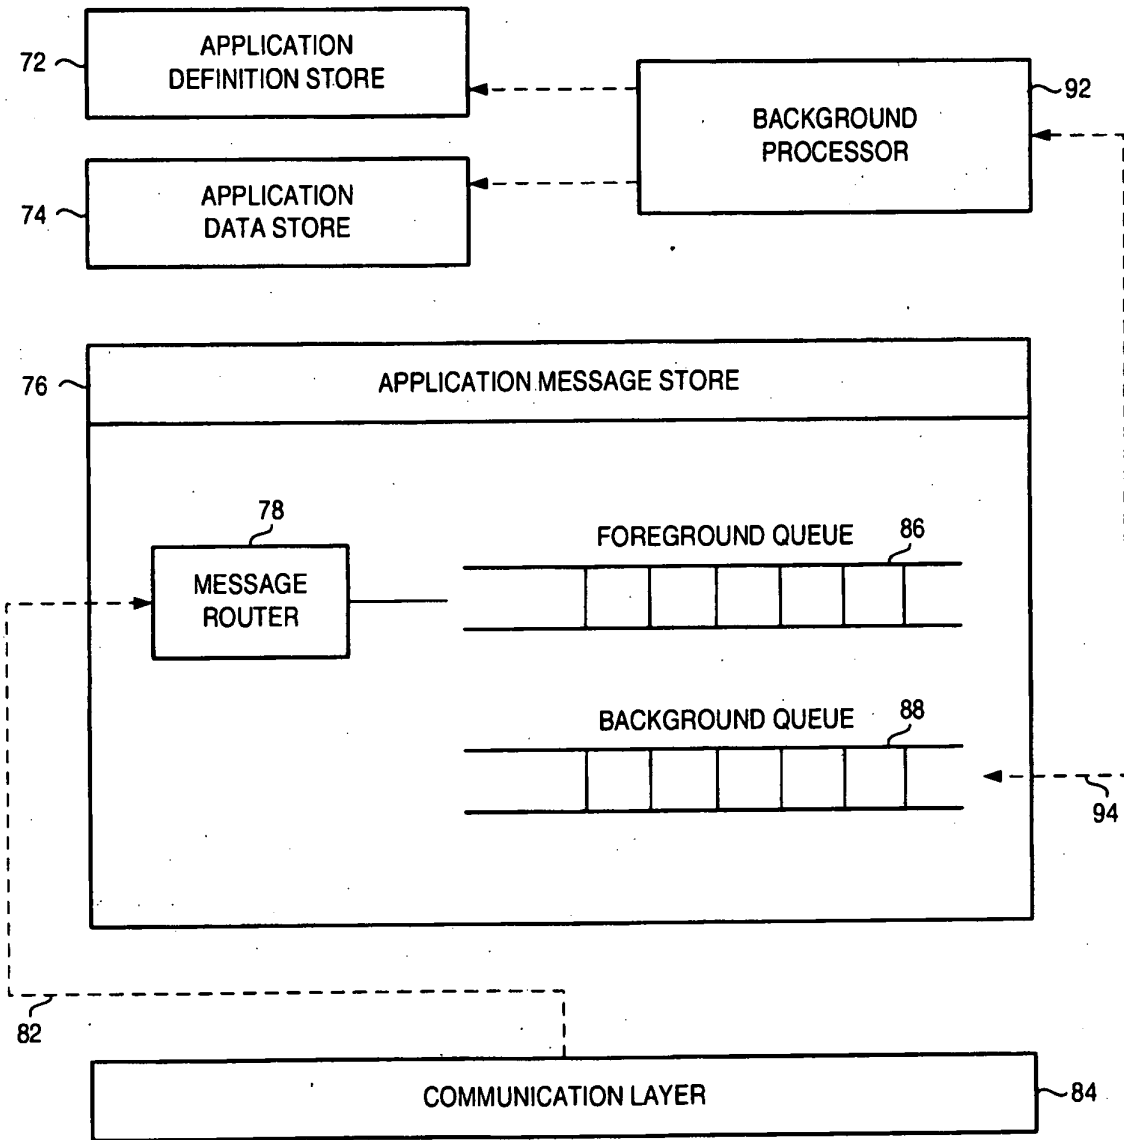 72
APPLICATION
DEFINITION STORE
BACKGROUND
PROCESSOR
92
74
APPLICATION
DATA STORE
76
APPLICATION MESSAGE STORE
78
MESSAGE
ROUTER
FOREGROUND QUEUE
86
BACKGROUND QUEUE
88
94
82
COMMUNICATION LAYER
84